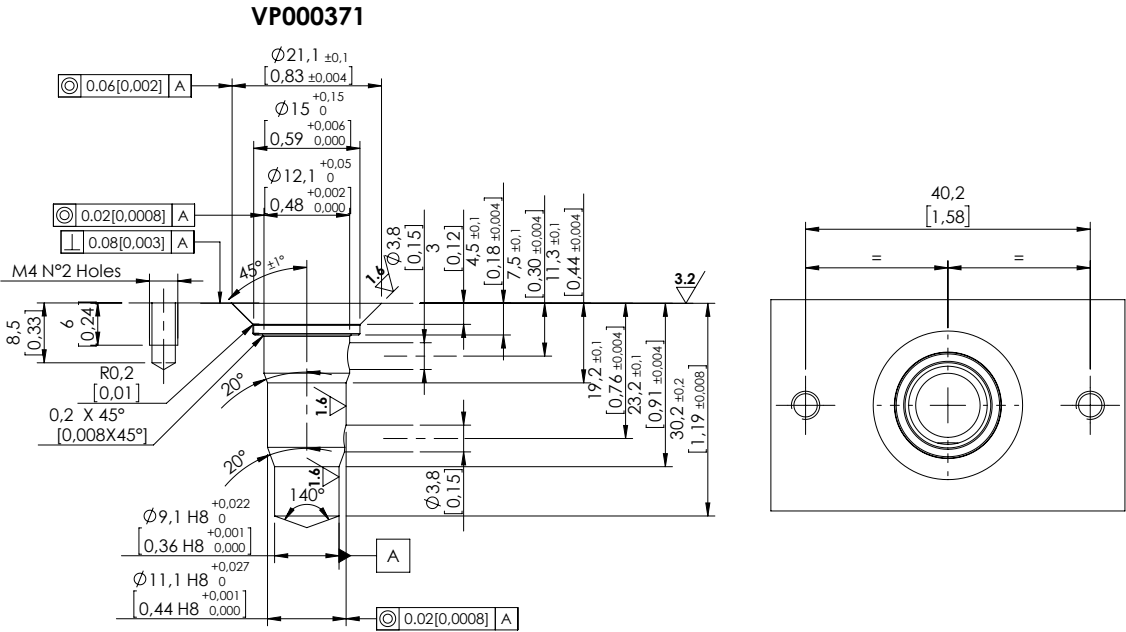 VP000371
Ø21,1 ±0,1
[0,83 ±0,004]
◎ 0.06[0,002] A
Ø15 +0,15 0
[0,59 +0,006 0,000]
Ø12,1 +0,05 0
[0,48 +0,002 0,000]
◎ 0.02[0,0008] A
⊥ 0.08[0,003] A
M4 N°2 Holes
45° ±1°
1.6
Ø3,8
[0,15]
3
[0,12]
4,5 ±0,1
[0,18 ±0,004]
7,5 ±0,1
[0,30 ±0,004]
11,3 ±0,1
[0,44 ±0,004]
3.2
40,2
[1,58]
=
=
8,5
[0,33]
6
[0,24]
R0,2
[0,01]
0,2 X 45°
[0,008X45°]
20°
1.6
20°
1.6
140°
19,2 ±0,1
[0,76 ±0,004]
23,2 ±0,1
[0,91 ±0,004]
30,2 ±0,2
[1,19 ±0,008]
Ø3,8
[0,15]
Ø9,1 H8 +0,022 0
[0,36 H8 +0,001 0,000]
A
Ø11,1 H8 +0,027 0
[0,44 H8 +0,001 0,000]
◎ 0.02[0,0008] A